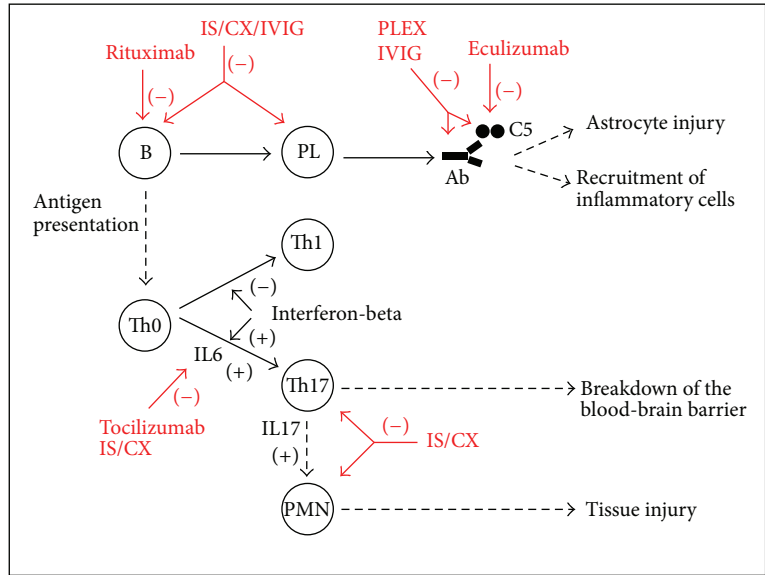 IS/CX/IVIG
Rituximab
(−)
(−)
PLEX
IVIG
(−)
Eculizumab
(−)
C5
B
PL
Ab
Astrocyte injury
Recruitment of
inflammatory cells
Antigen
presentation
Th1
(−)
Interferon-beta
(+)
Th0
IL6
(+)
(−)
Tocilizumab
IS/CX
Th17
Breakdown of the
blood-brain barrier
IL17
(+)
(−)
IS/CX
PMN
Tissue injury